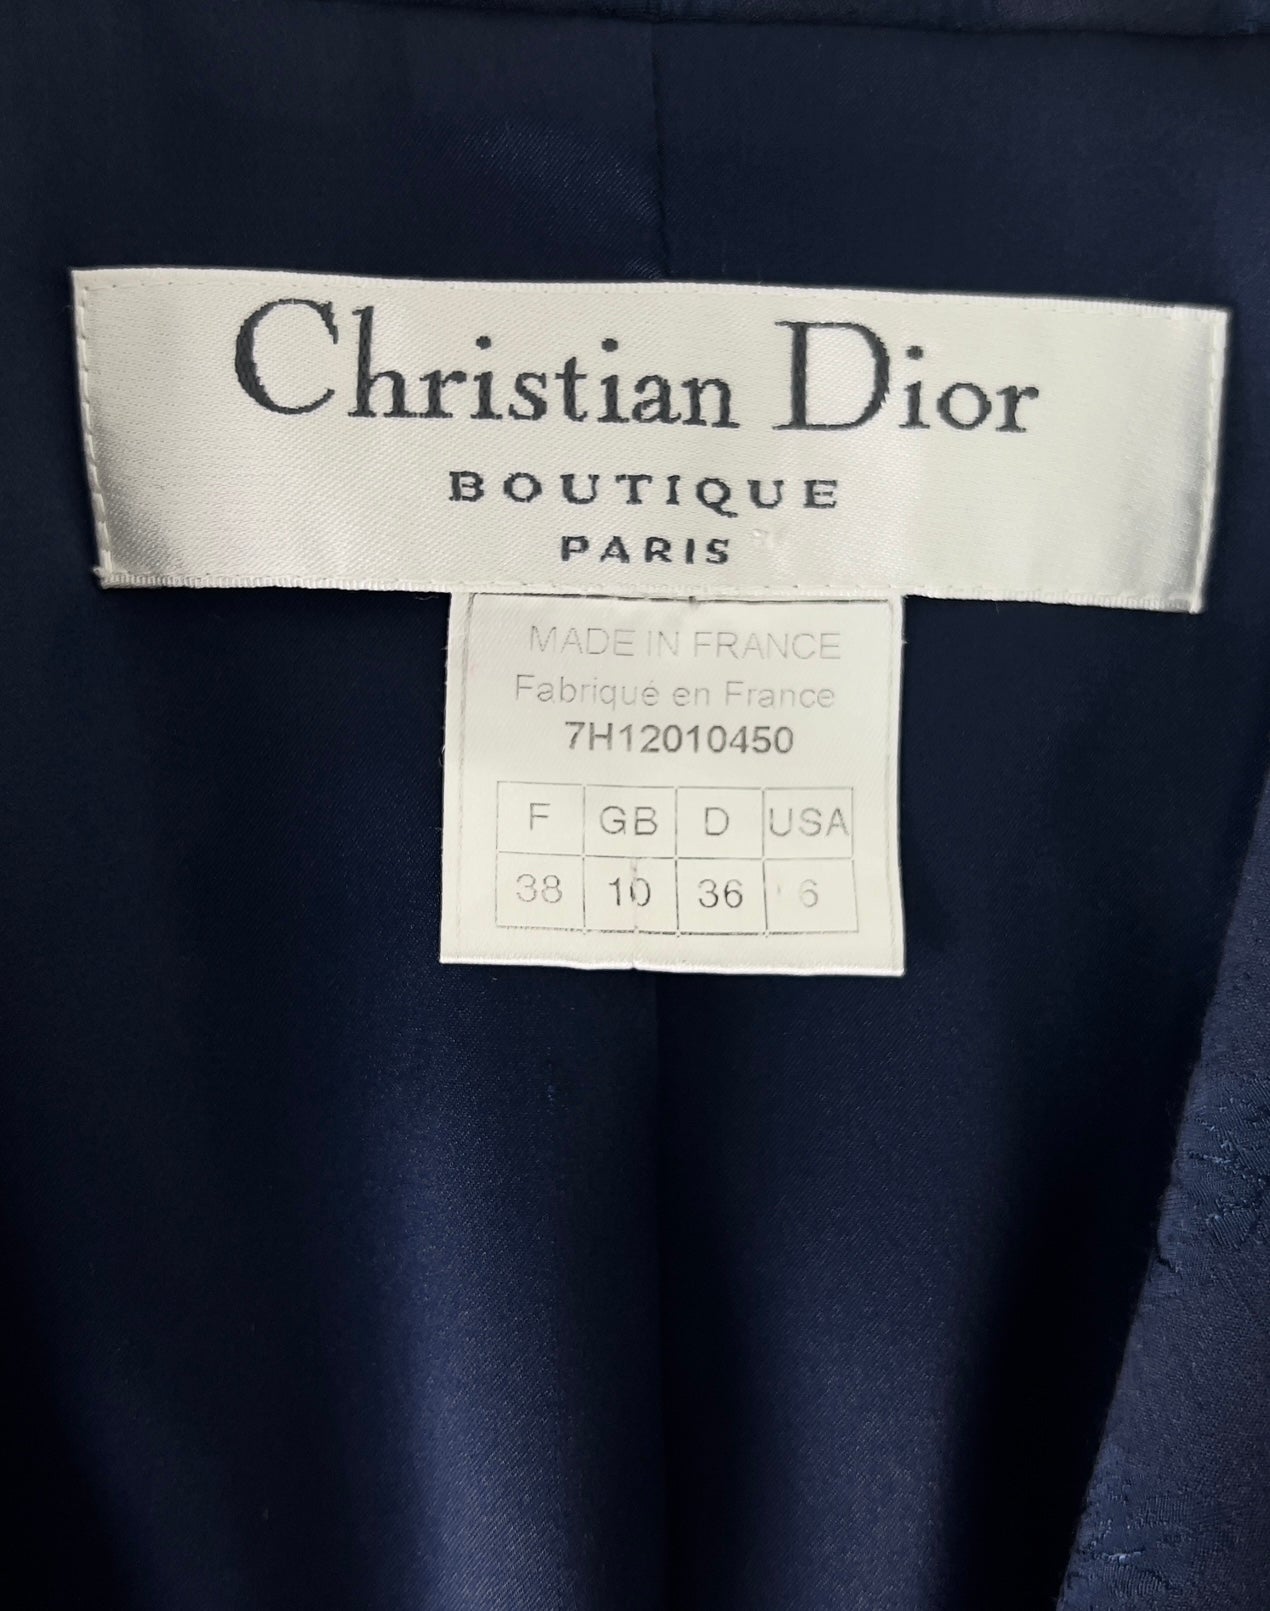 Christian Dior
BOUTIQUE
PARIS
MADE IN FRANCE
Fabriqué en France
7H12010450
F GB D USA
38 10 36 6